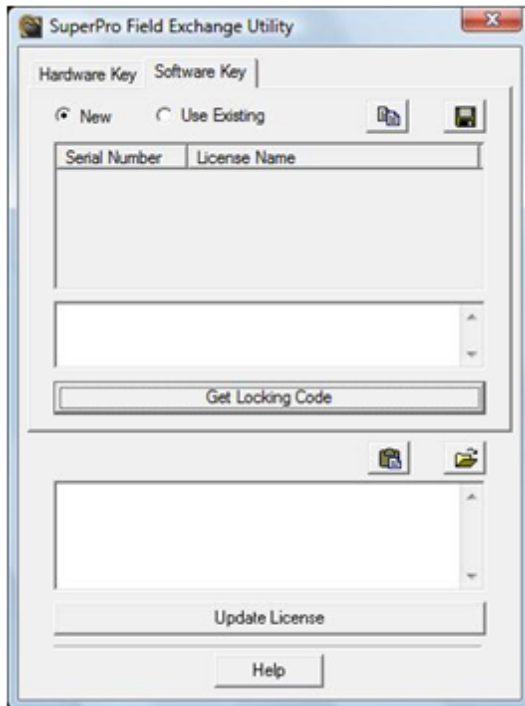 SuperPro Field Exchange Utility
Hardware Key Software Key
New Use Existing
Serial Number License Name
Get Locking Code
Update License
Help